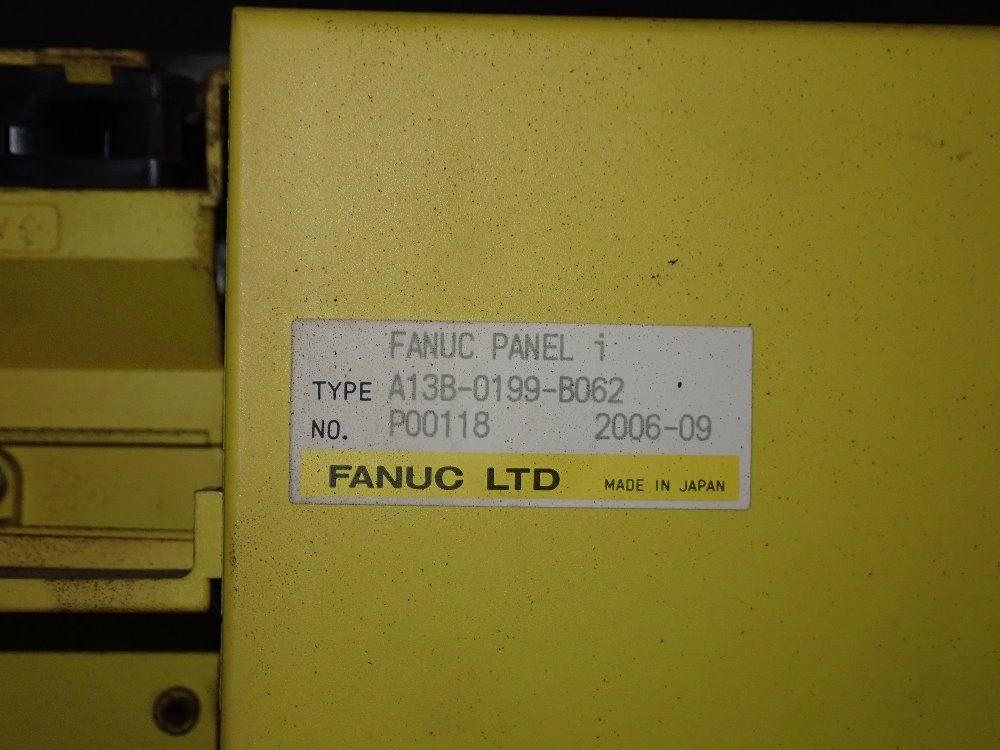 FANUC PANEL i
TYPE A13B-0199-B062
NO. P00118 2006-09
FANUC LTD MADE IN JAPAN